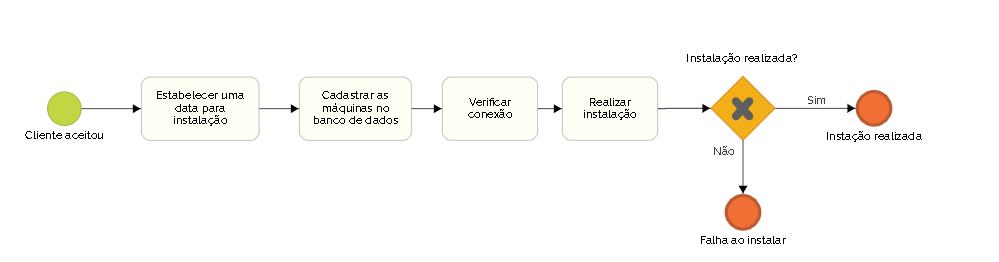 Instalação realizada?
Estabelecer uma
data para
instalação
Cadastrar as
máquinas no
banco de dados
Verificar
conexão
Realizar
instalação
Sim
Cliente aceitou
Instação realizada
Não
Falha ao instalar